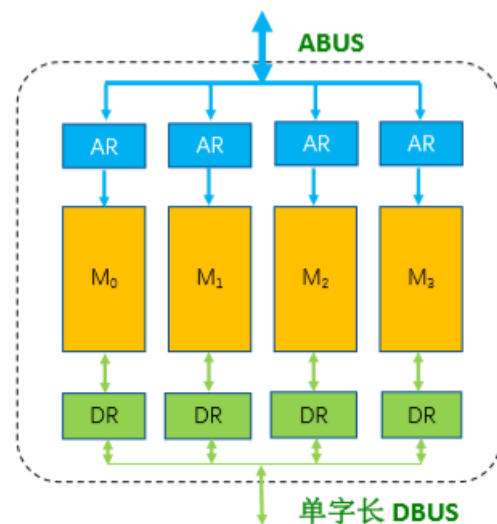 ABUS
AR AR AR AR
M₀ M₁ M₂ M₃
DR DR DR DR
单字长 DBUS